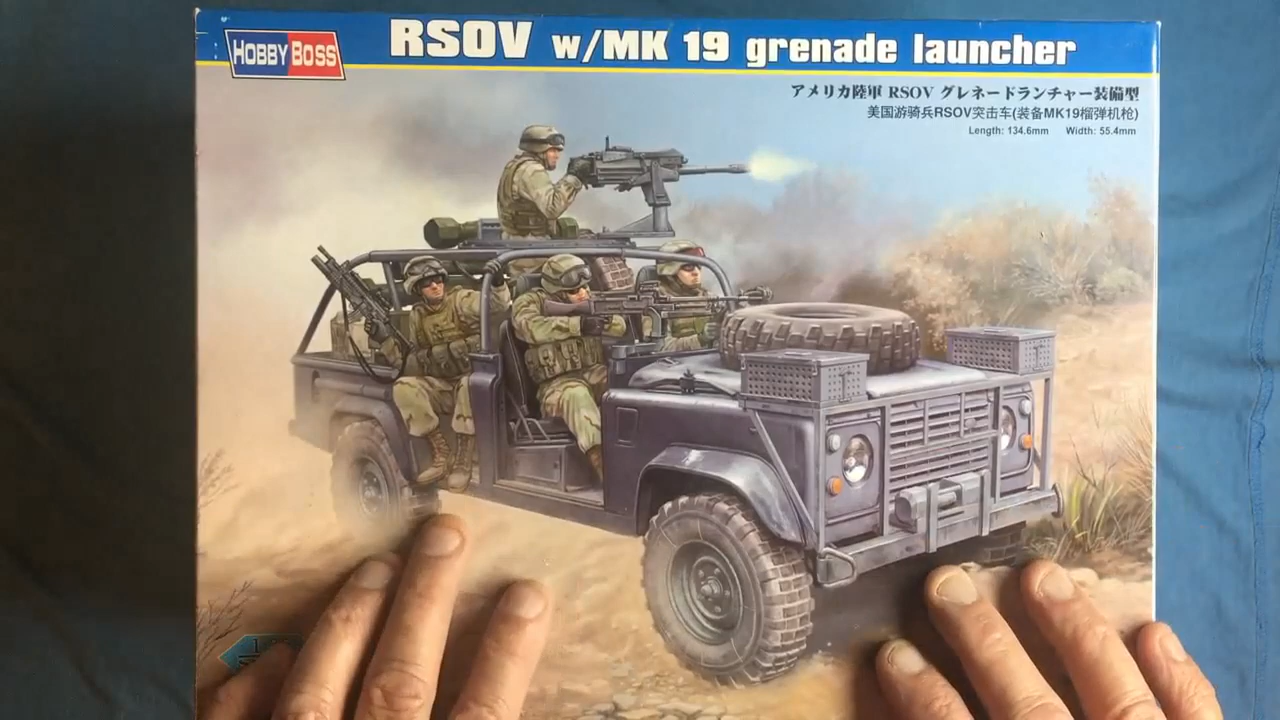 HOBBY BOSS
RSOV w/MK 19 grenade launcher
アメリカ陸軍 RSOV グレネードランチャー装備型
美国游骑兵RSOV突击车(装备MK19榴弹机枪)
Length: 134.6mm Width: 55.4mm